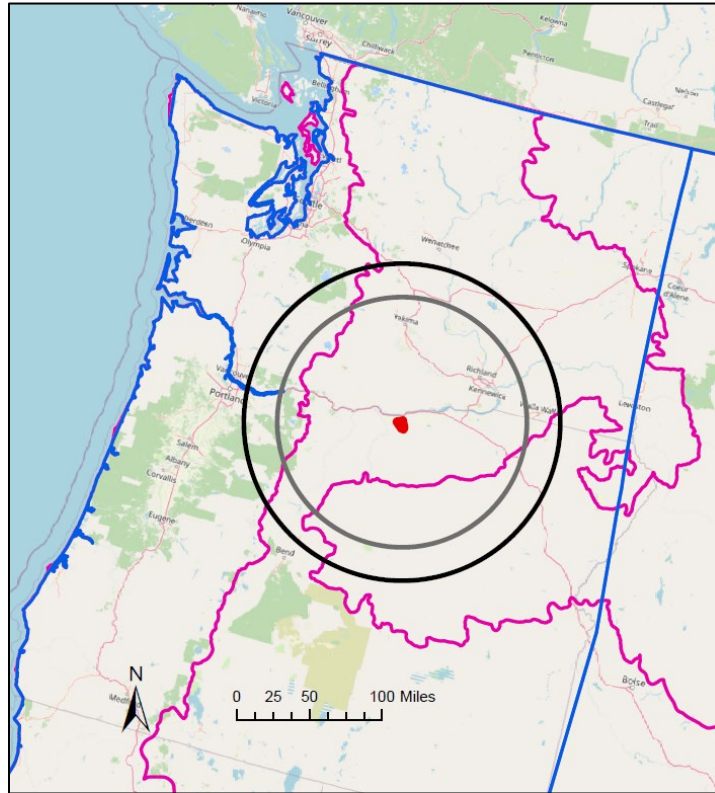 Nanaimo
Vancouver
Surrey
Chilliwack
Kelowna
Penticton
Nelson
Castlegar
Trail
Victoria
Bellingham
Aberdeen
Olympia
Wenatchee
Spokane
Coeur
d'Alene
Yakima
Richland
Kennewick
Walla Walla
Lewiston
Vancouver
Portland
Salem
Albany
Corvallis
Eugene
Bend
Boise
N
0 25 50 100 Miles